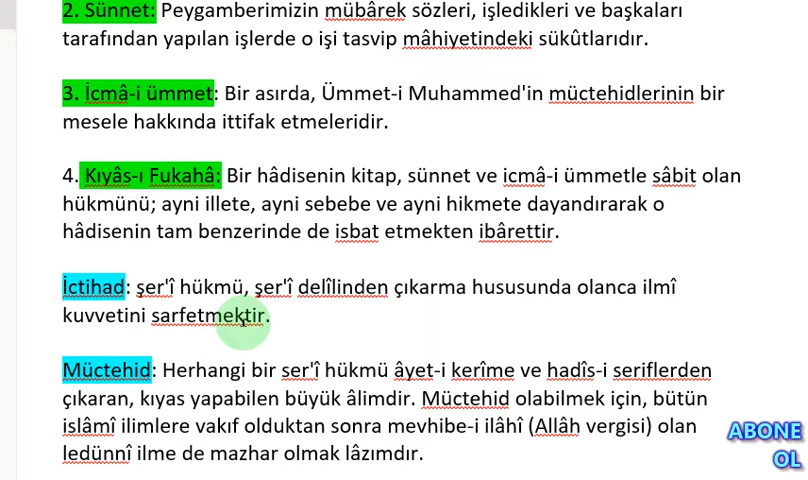 2. Sünnet: Peygamberimizin mübârek sözleri, işledikleri ve başkaları
tarafından yapılan işlerde o işi tasvip mâhiyetindeki sükûtlarıdır.
3. İcmâ-i ümmet: Bir asırda, Ümmet-i Muhammed'in müctehidlerinin bir
mesele hakkında ittifak etmeleridir.
4. Kıyâs-ı Fukahâ: Bir hâdisenin kitap, sünnet ve icmâ-i ümmetle sâbit olan
hükmünü; ayni illete, ayni sebebe ve ayni hikmete dayandırarak o
hâdisenin tam benzerinde de isbat etmekten ibârettir.
İctihad: şer'î hükmü, şer'î delîlinden çıkarma hususunda olanca ilmî
kuvvetini sarfetmektir.
Müctehid: Herhangi bir ser'î hükmü âyet-i kerîme ve hadîs-i seriflerden
çıkaran, kıyas yapabilen büyük âlimdir. Müctehid olabilmek için, bütün
islâmî ilimlere vakıf olduktan sonra mevhibe-i ilâhî (Allâh vergisi) olan
ledünnî ilme de mazhar olmak lâzımdır.
ABONE
OL